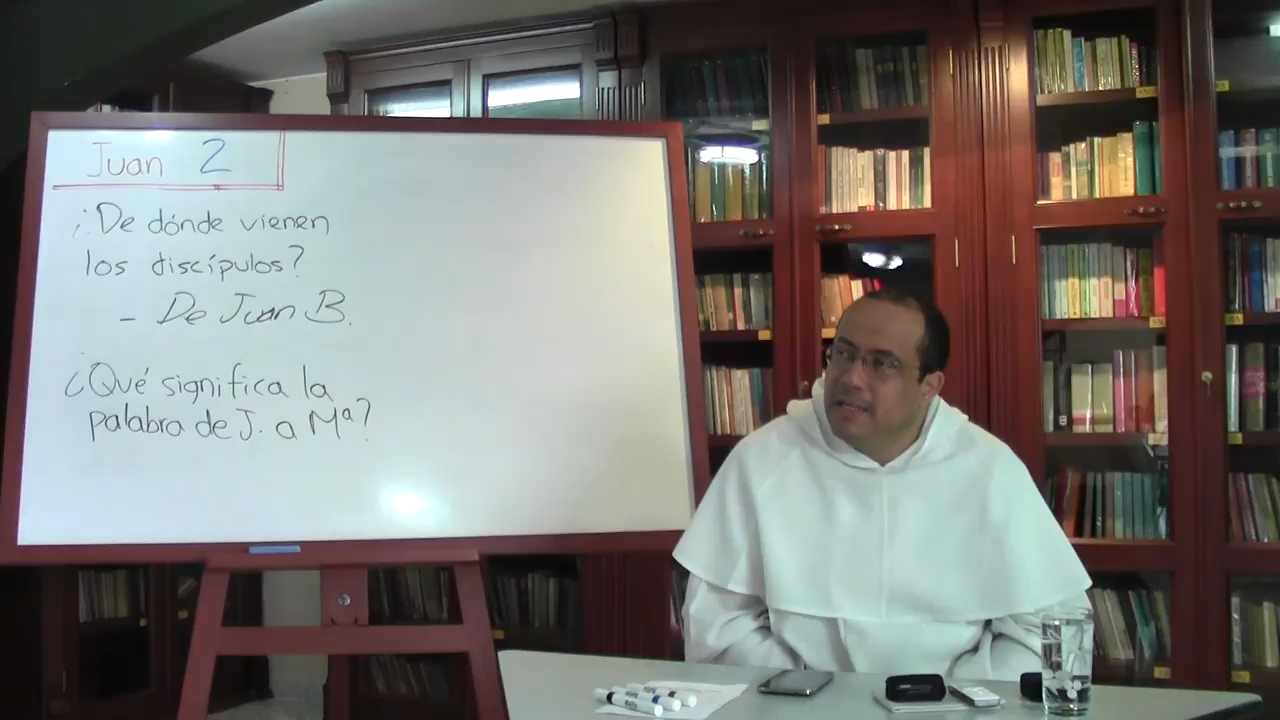 Juan 2
¿De dónde vienen
los discípulos?
- De Juan B.
¿Qué significa la
palabra de J. a Mª?